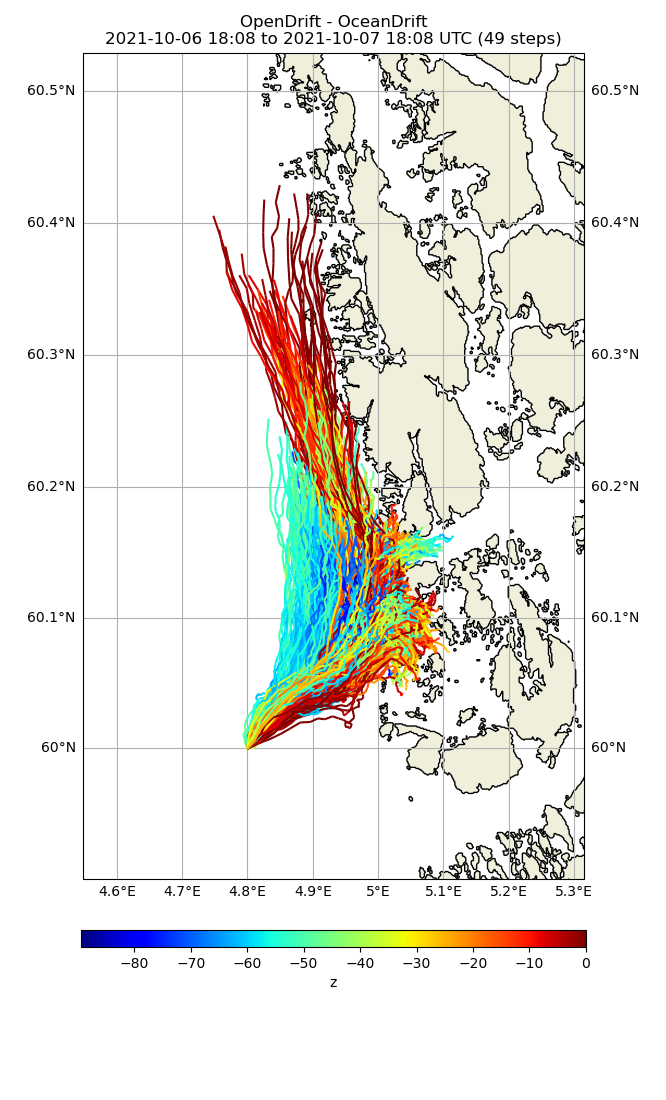 OpenDrift - OceanDrift
2021-10-06 18:08 to 2021-10-07 18:08 UTC (49 steps)
60.5°N 60.5°N
60.4°N 60.4°N
60.3°N 60.3°N
60.2°N 60.2°N
60.1°N 60.1°N
60°N 60°N
4.6°E 4.7°E 4.8°E 4.9°E 5°E 5.1°E 5.2°E 5.3°E
−80 −70 −60 −50 −40 −30 −20 −10 0
z